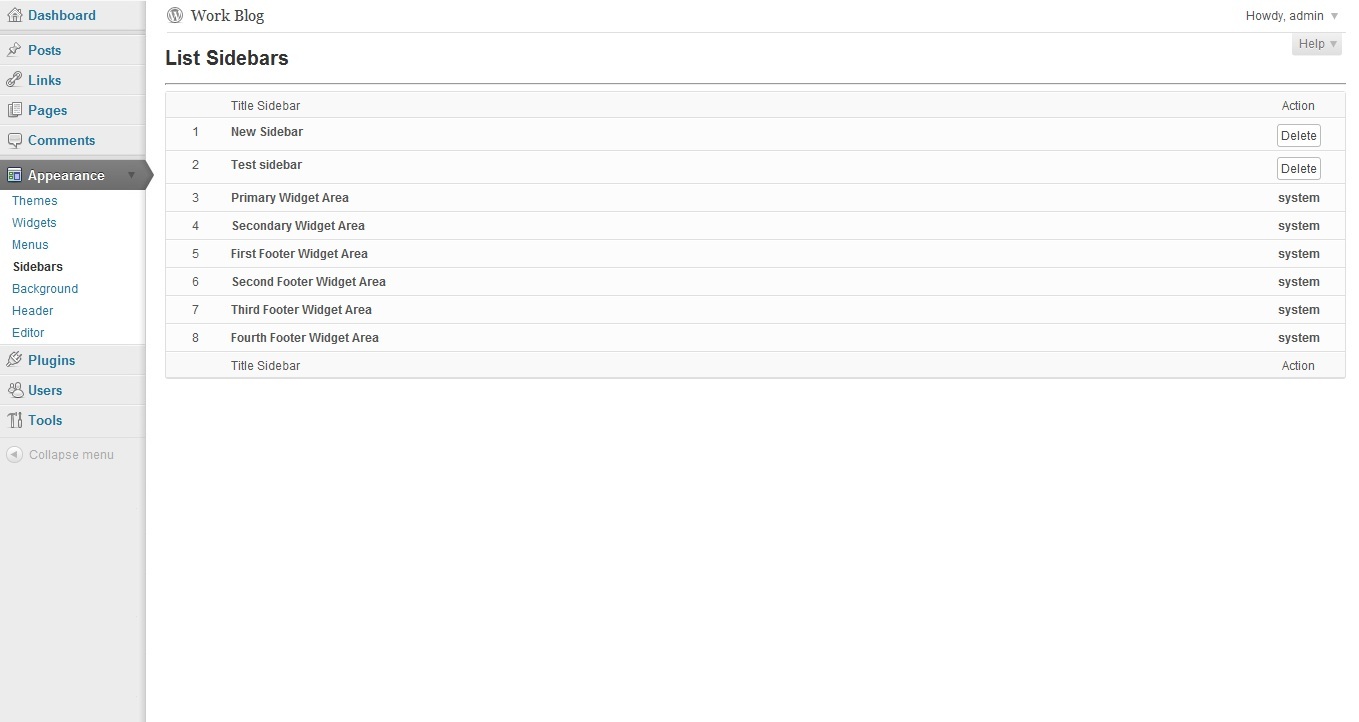 Dashboard
Posts
Links
Pages
Comments
Appearance
Themes
Widgets
Menus
Sidebars
Background
Header
Editor
Plugins
Users
Tools
Collapse menu
Work Blog
Howdy, admin
Help
List Sidebars
Title Sidebar Action
1 New Sidebar Delete
2 Test sidebar Delete
3 Primary Widget Area system
4 Secondary Widget Area system
5 First Footer Widget Area system
6 Second Footer Widget Area system
7 Third Footer Widget Area system
8 Fourth Footer Widget Area system
Title Sidebar Action